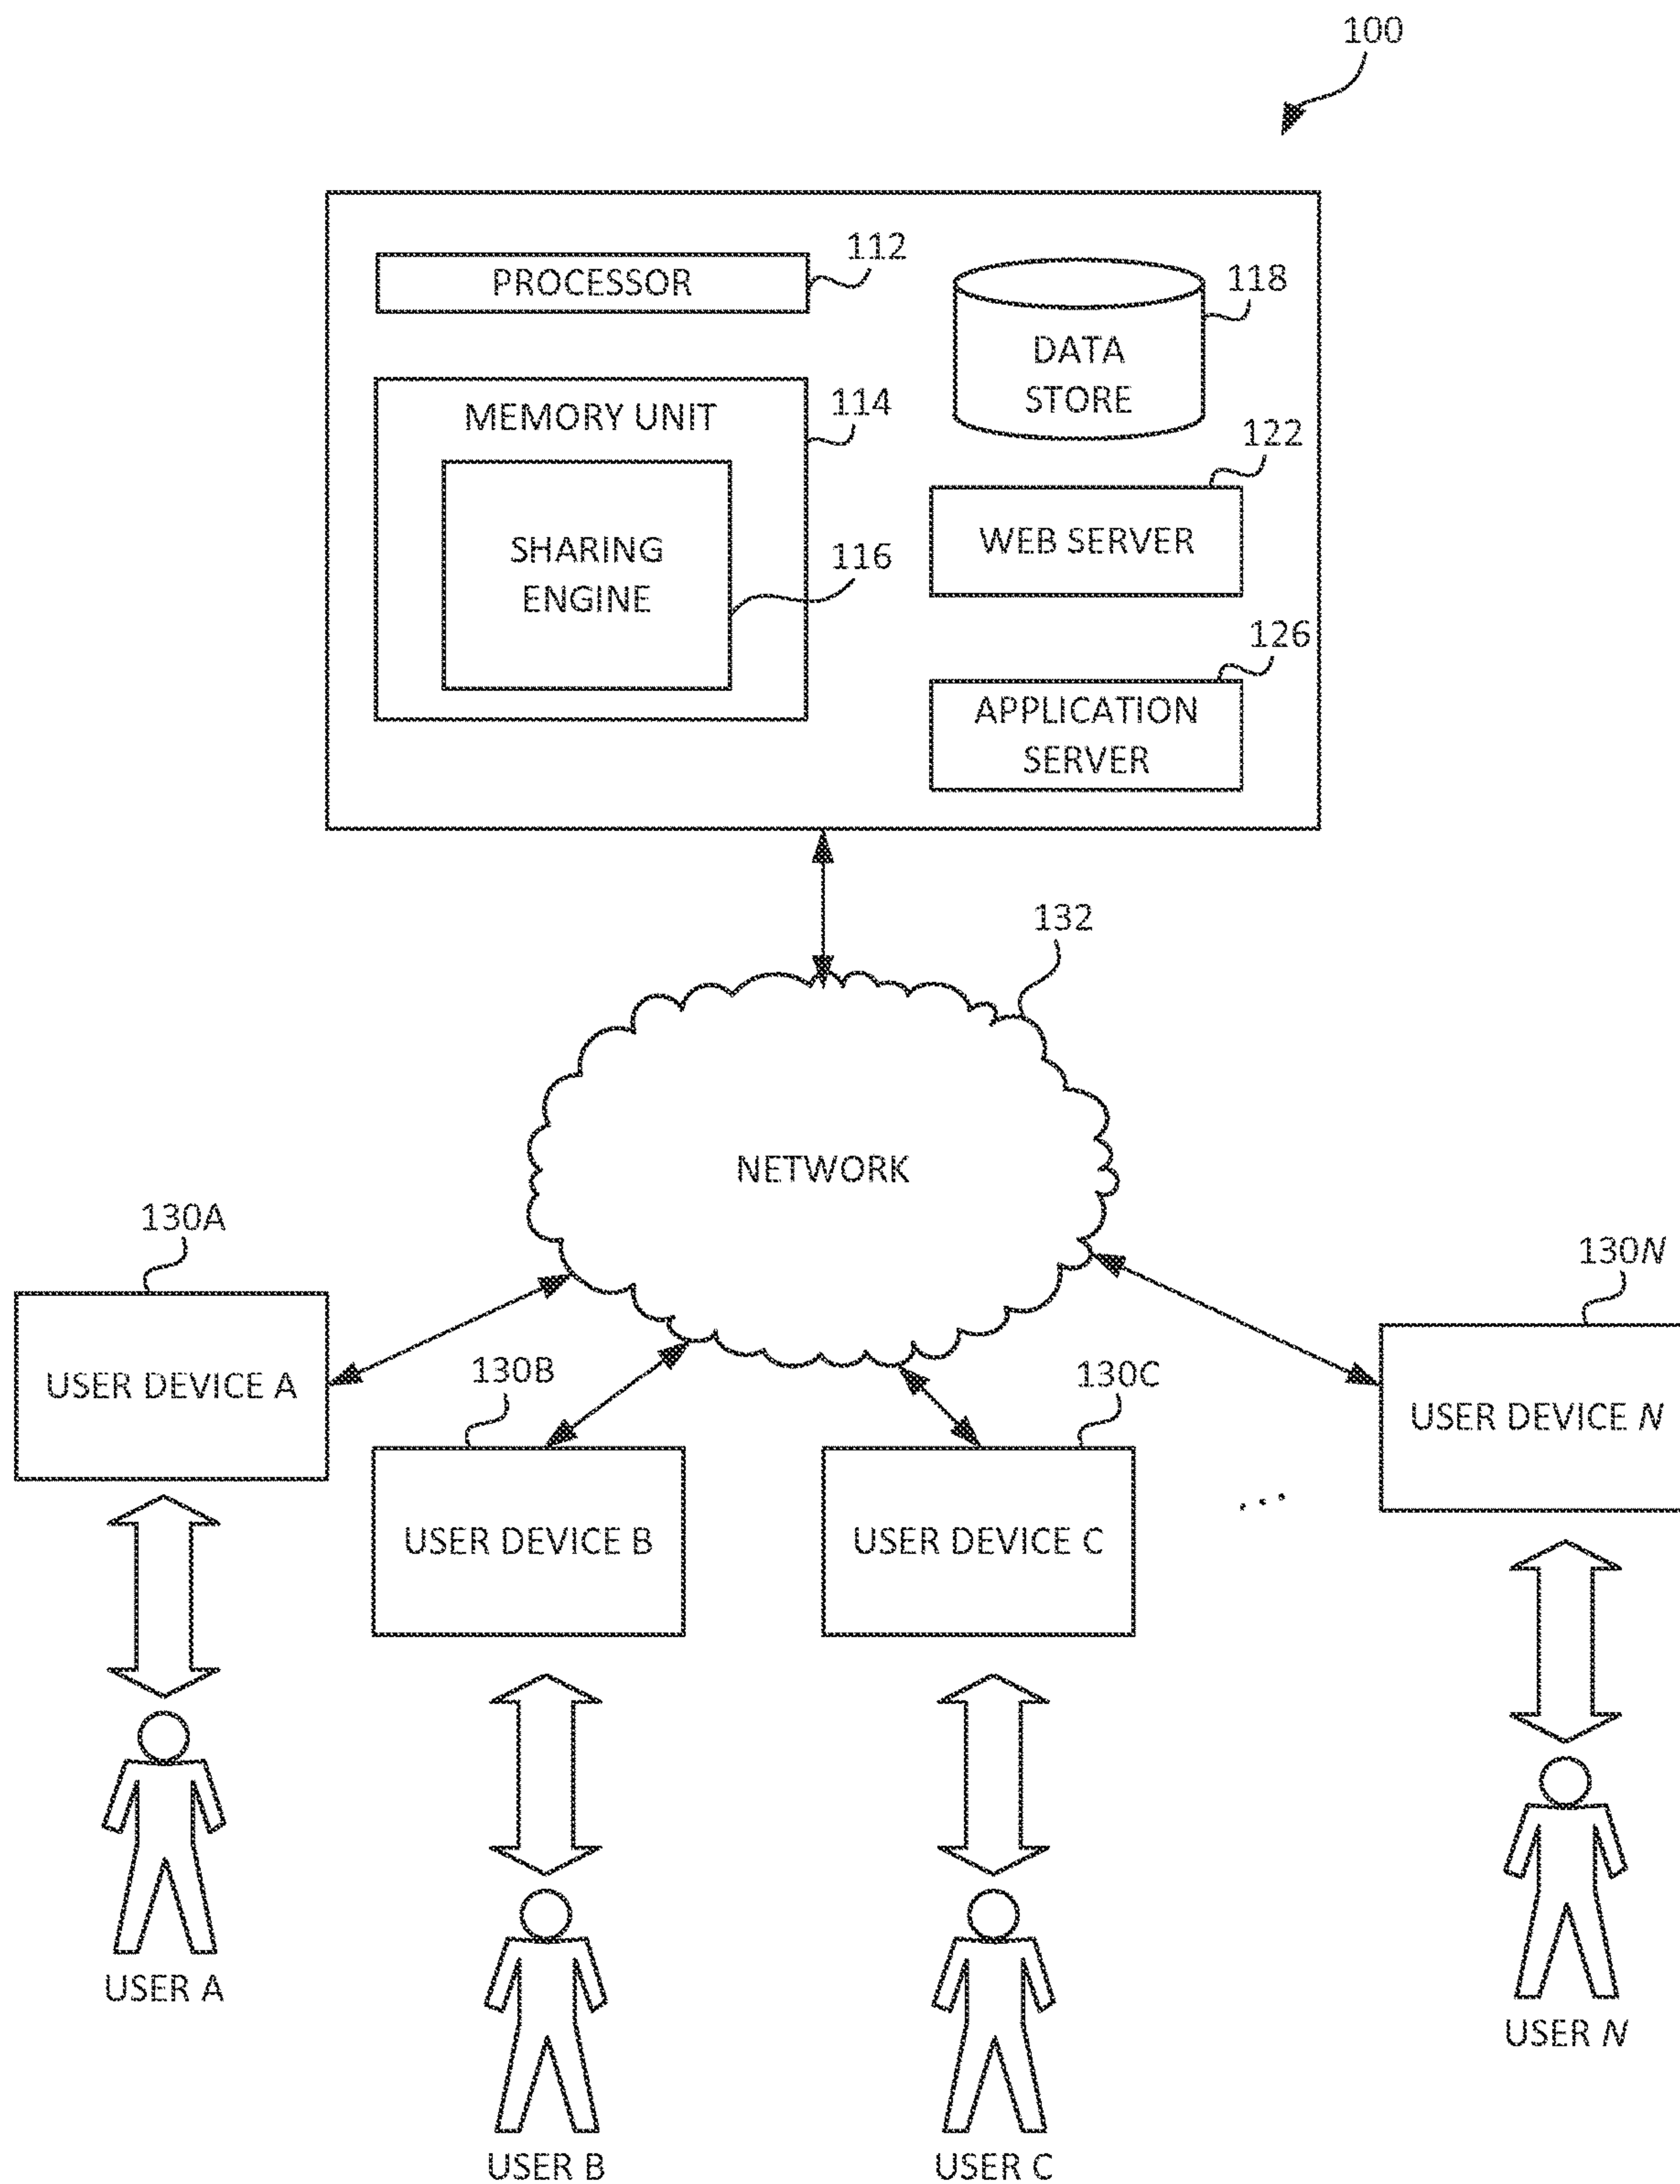 100
112
PROCESSOR
118
DATA
STORE
114
MEMORY UNIT
122
WEB SERVER
116
SHARING
ENGINE
126
APPLICATION
SERVER
132
NETWORK
130A
USER DEVICE A
130B
USER DEVICE B
130C
USER DEVICE C
...
130N
USER DEVICE N
USER A
USER B
USER C
USER N